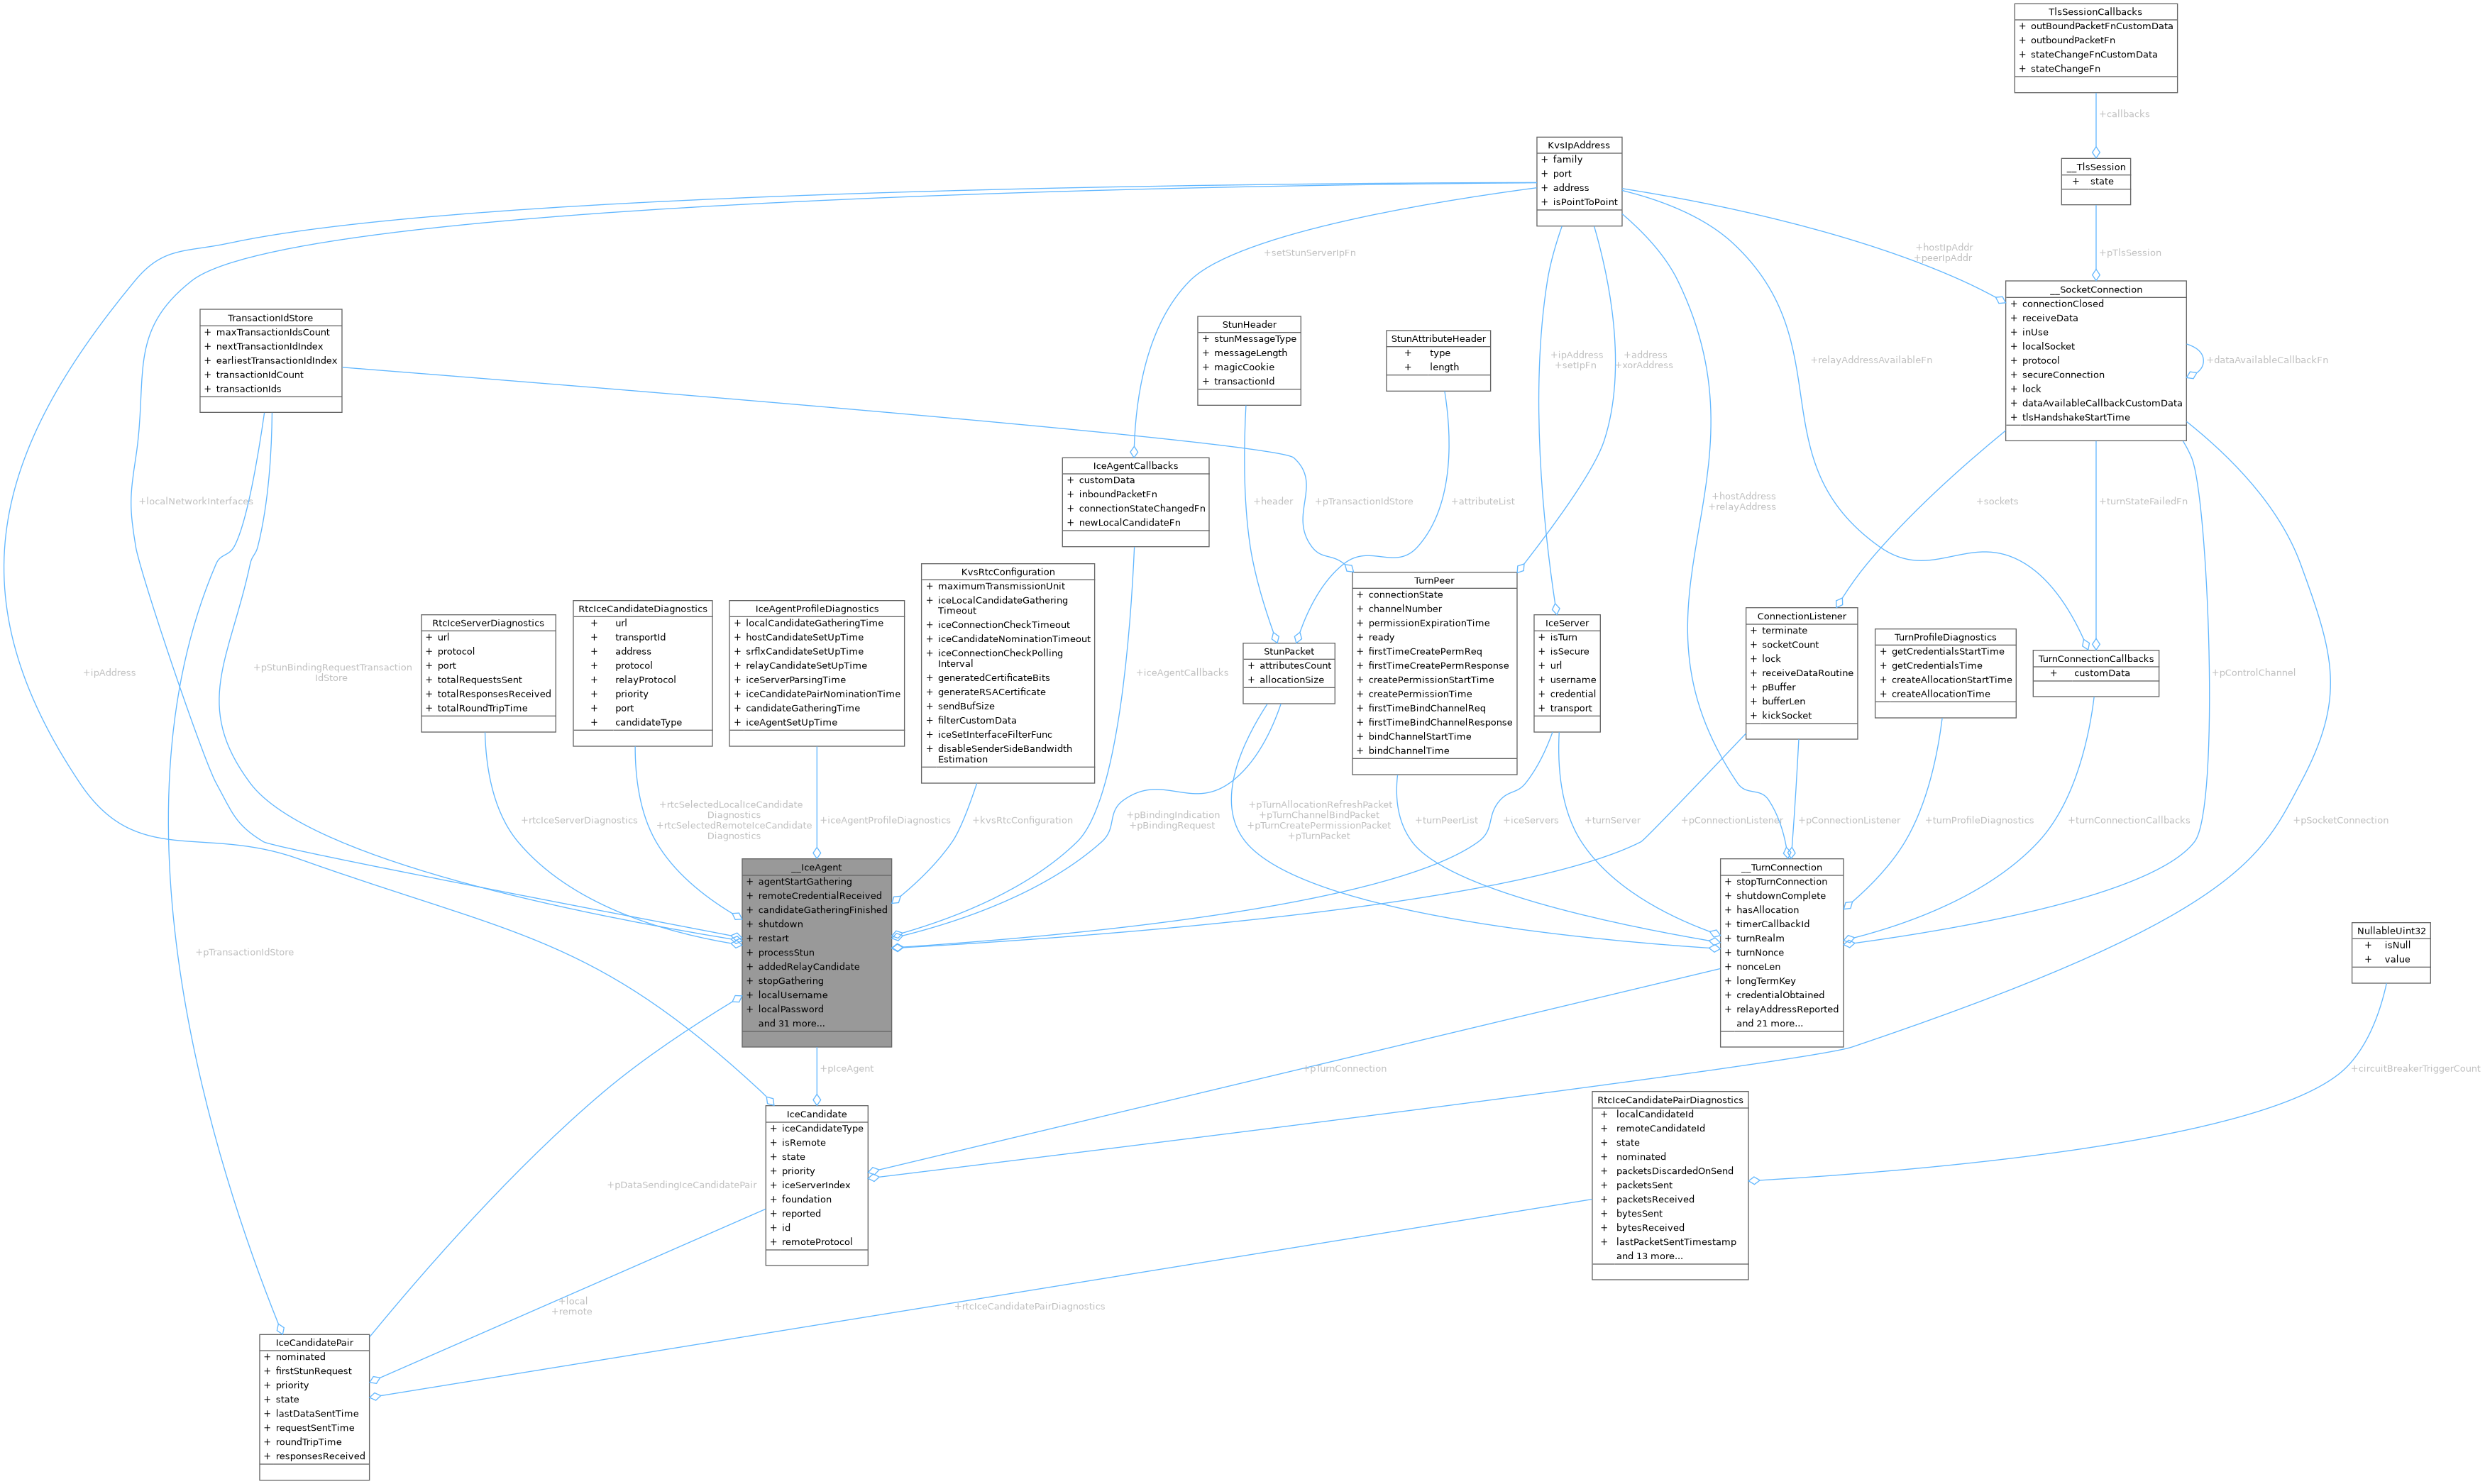 TlsSessionCallbacks
+ outBoundPacketFnCustomData
+ outboundPacketFn
+ stateChangeFnCustomData
+ stateChangeFn
+callbacks
__TlsSession
+ state
+pTlsSession
KvsIpAddress
+ family
+ port
+ address
+ isPointToPoint
+setStunServerIpFn
+hostIpAddr
+peerIpAddr
__SocketConnection
+ connectionClosed
+ receiveData
+ inUse
+ localSocket
+ protocol
+ secureConnection
+ lock
+ dataAvailableCallbackCustomData
+ tlsHandshakeStartTime
+dataAvailableCallbackFn
TransactionIdStore
+ maxTransactionIdsCount
+ nextTransactionIdIndex
+ earliestTransactionIdIndex
+ transactionIdCount
+ transactionIds
StunHeader
+ stunMessageType
+ messageLength
+ magicCookie
+ transactionId
StunAttributeHeader
+ type
+ length
+ipAddress
+setIpFn
+address
+xorAddress
+relayAddressAvailableFn
IceAgentCallbacks
+ customData
+ inboundPacketFn
+ connectionStateChangedFn
+ newLocalCandidateFn
+localNetworkInterfaces
+header
+pTransactionIdStore
+attributeList
+hostAddress
+relayAddress
+sockets
+turnStateFailedFn
KvsRtcConfiguration
+ maximumTransmissionUnit
+ iceLocalCandidateGathering
Timeout
+ iceConnectionCheckTimeout
+ iceCandidateNominationTimeout
+ iceConnectionCheckPolling
Interval
+ generatedCertificateBits
+ generateRSACertificate
+ sendBufSize
+ filterCustomData
+ iceSetInterfaceFilterFunc
+ disableSenderSideBandwidth
Estimation
TurnPeer
+ connectionState
+ channelNumber
+ permissionExpirationTime
+ ready
+ firstTimeCreatePermReq
+ firstTimeCreatePermResponse
+ createPermissionStartTime
+ createPermissionTime
+ firstTimeBindChannelReq
+ firstTimeBindChannelResponse
+ bindChannelStartTime
+ bindChannelTime
RtcIceServerDiagnostics
+ url
+ protocol
+ port
+ totalRequestsSent
+ totalResponsesReceived
+ totalRoundTripTime
RtcIceCandidateDiagnostics
+ url
+ transportId
+ address
+ protocol
+ relayProtocol
+ priority
+ port
+ candidateType
IceAgentProfileDiagnostics
+ localCandidateGatheringTime
+ hostCandidateSetUpTime
+ srflxCandidateSetUpTime
+ relayCandidateSetUpTime
+ iceServerParsingTime
+ iceCandidatePairNominationTime
+ candidateGatheringTime
+ iceAgentSetUpTime
StunPacket
+ attributesCount
+ allocationSize
IceServer
+ isTurn
+ isSecure
+ url
+ username
+ credential
+ transport
ConnectionListener
+ terminate
+ socketCount
+ lock
+ receiveDataRoutine
+ pBuffer
+ bufferLen
+ kickSocket
TurnProfileDiagnostics
+ getCredentialsStartTime
+ getCredentialsTime
+ createAllocationStartTime
+ createAllocationTime
TurnConnectionCallbacks
+ customData
+ipAddress
+pStunBindingRequestTransaction
IdStore
+iceAgentCallbacks
+pControlChannel
+rtcIceServerDiagnostics
+rtcSelectedLocalIceCandidate
Diagnostics
+rtcSelectedRemoteIceCandidate
Diagnostics
+iceAgentProfileDiagnostics
+kvsRtcConfiguration
+pBindingIndication
+pBindingRequest
+pTurnAllocationRefreshPacket
+pTurnChannelBindPacket
+pTurnCreatePermissionPacket
+pTurnPacket
+turnPeerList
+iceServers
+turnServer
+pConnectionListener
+pConnectionListener
+turnProfileDiagnostics
+turnConnectionCallbacks
+pSocketConnection
__IceAgent
+ agentStartGathering
+ remoteCredentialReceived
+ candidateGatheringFinished
+ shutdown
+ restart
+ processStun
+ addedRelayCandidate
+ stopGathering
+ localUsername
+ localPassword
and 31 more...
__TurnConnection
+ stopTurnConnection
+ shutdownComplete
+ hasAllocation
+ timerCallbackId
+ turnRealm
+ turnNonce
+ nonceLen
+ longTermKey
+ credentialObtained
+ relayAddressReported
and 21 more...
NullableUint32
+ isNull
+ value
+pTransactionIdStore
+pIceAgent
+pTurnConnection
+circuitBreakerTriggerCount
IceCandidate
+ iceCandidateType
+ isRemote
+ state
+ priority
+ iceServerIndex
+ foundation
+ reported
+ id
+ remoteProtocol
RtcIceCandidatePairDiagnostics
+ localCandidateId
+ remoteCandidateId
+ state
+ nominated
+ packetsDiscardedOnSend
+ packetsSent
+ packetsReceived
+ bytesSent
+ bytesReceived
+ lastPacketSentTimestamp
and 13 more...
+pDataSendingIceCandidatePair
+local
+remote
+rtcIceCandidatePairDiagnostics
IceCandidatePair
+ nominated
+ firstStunRequest
+ priority
+ state
+ lastDataSentTime
+ requestSentTime
+ roundTripTime
+ responsesReceived